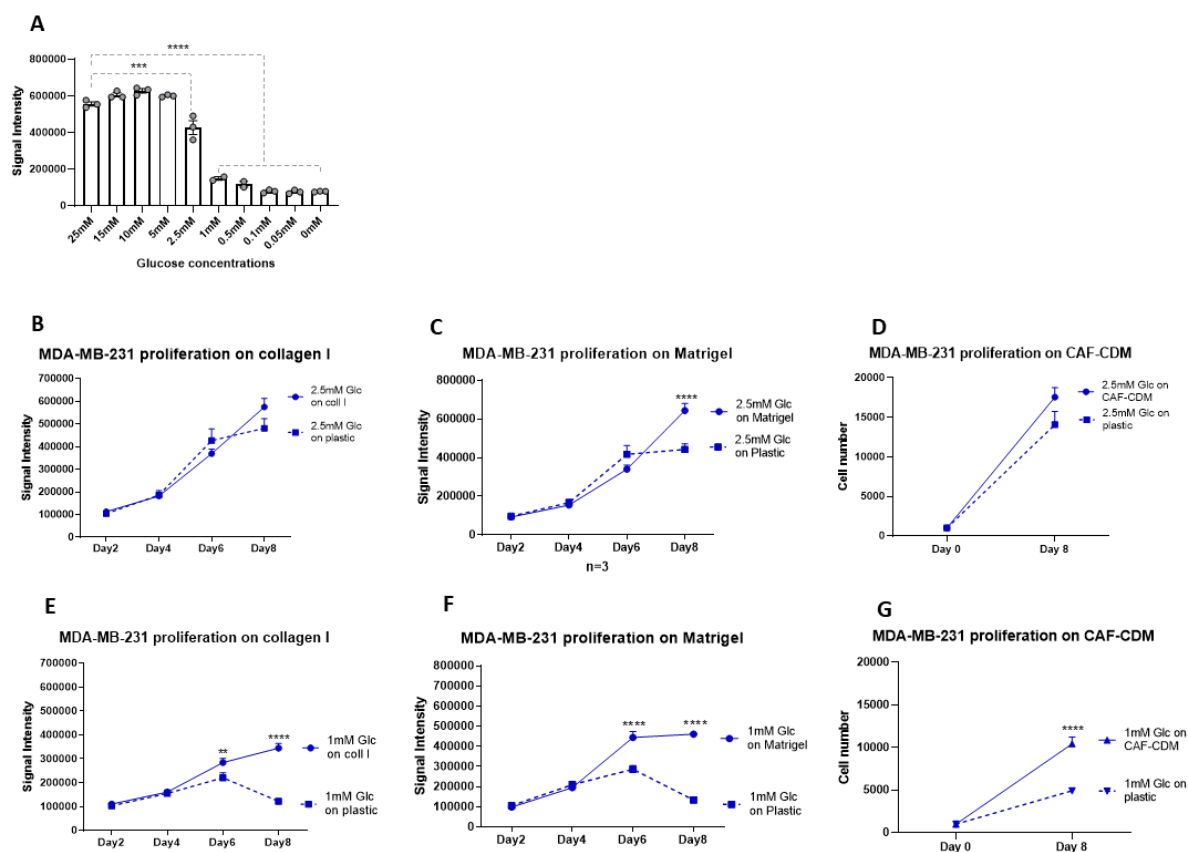 A
****
***
800000
600000
400000
200000
0
Signal Intensity
25mM
15mM
10mM
5mM
2.5mM
1mM
0.5mM
0.1mM
0.05mM
0mM
Glucose concentrations
B
MDA-MB-231 proliferation on collagen I
700000
600000
500000
400000
300000
200000
100000
0
Signal Intensity
Day2
Day4
Day6
Day8
2.5mM Glc
on coll I
2.5mM Glc
on plastic
C
MDA-MB-231 proliferation on Matrigel
800000
600000
400000
200000
0
Signal Intensity
****
Day2
Day4
Day6
Day8
n=3
2.5mM Glc
on Matrigel
2.5mM Glc
on Plastic
D
MDA-MB-231 proliferation on CAF-CDM
20000
15000
10000
5000
0
Cell number
Day 0
Day 8
2.5mM Glc on
CAF-CDM
2.5mM Glc on
plastic
E
MDA-MB-231 proliferation on collagen I
700000
600000
500000
400000
300000
200000
100000
0
Signal Intensity
**
****
Day2
Day4
Day6
Day8
1mM Glc
on coll I
1mM Glc
on plastic
F
MDA-MB-231 proliferation on Matrigel
800000
700000
600000
500000
400000
300000
200000
100000
0
Signal Intensity
****
****
Day2
Day4
Day6
Day8
1mM Glc
on Matrigel
1mM Glc
on Plastic
G
MDA-MB-231 proliferation on CAF-CDM
20000
15000
10000
5000
0
Cell number
****
Day 0
Day 8
1mM Glc on
CAF-CDM
1mM Glc on
plastic